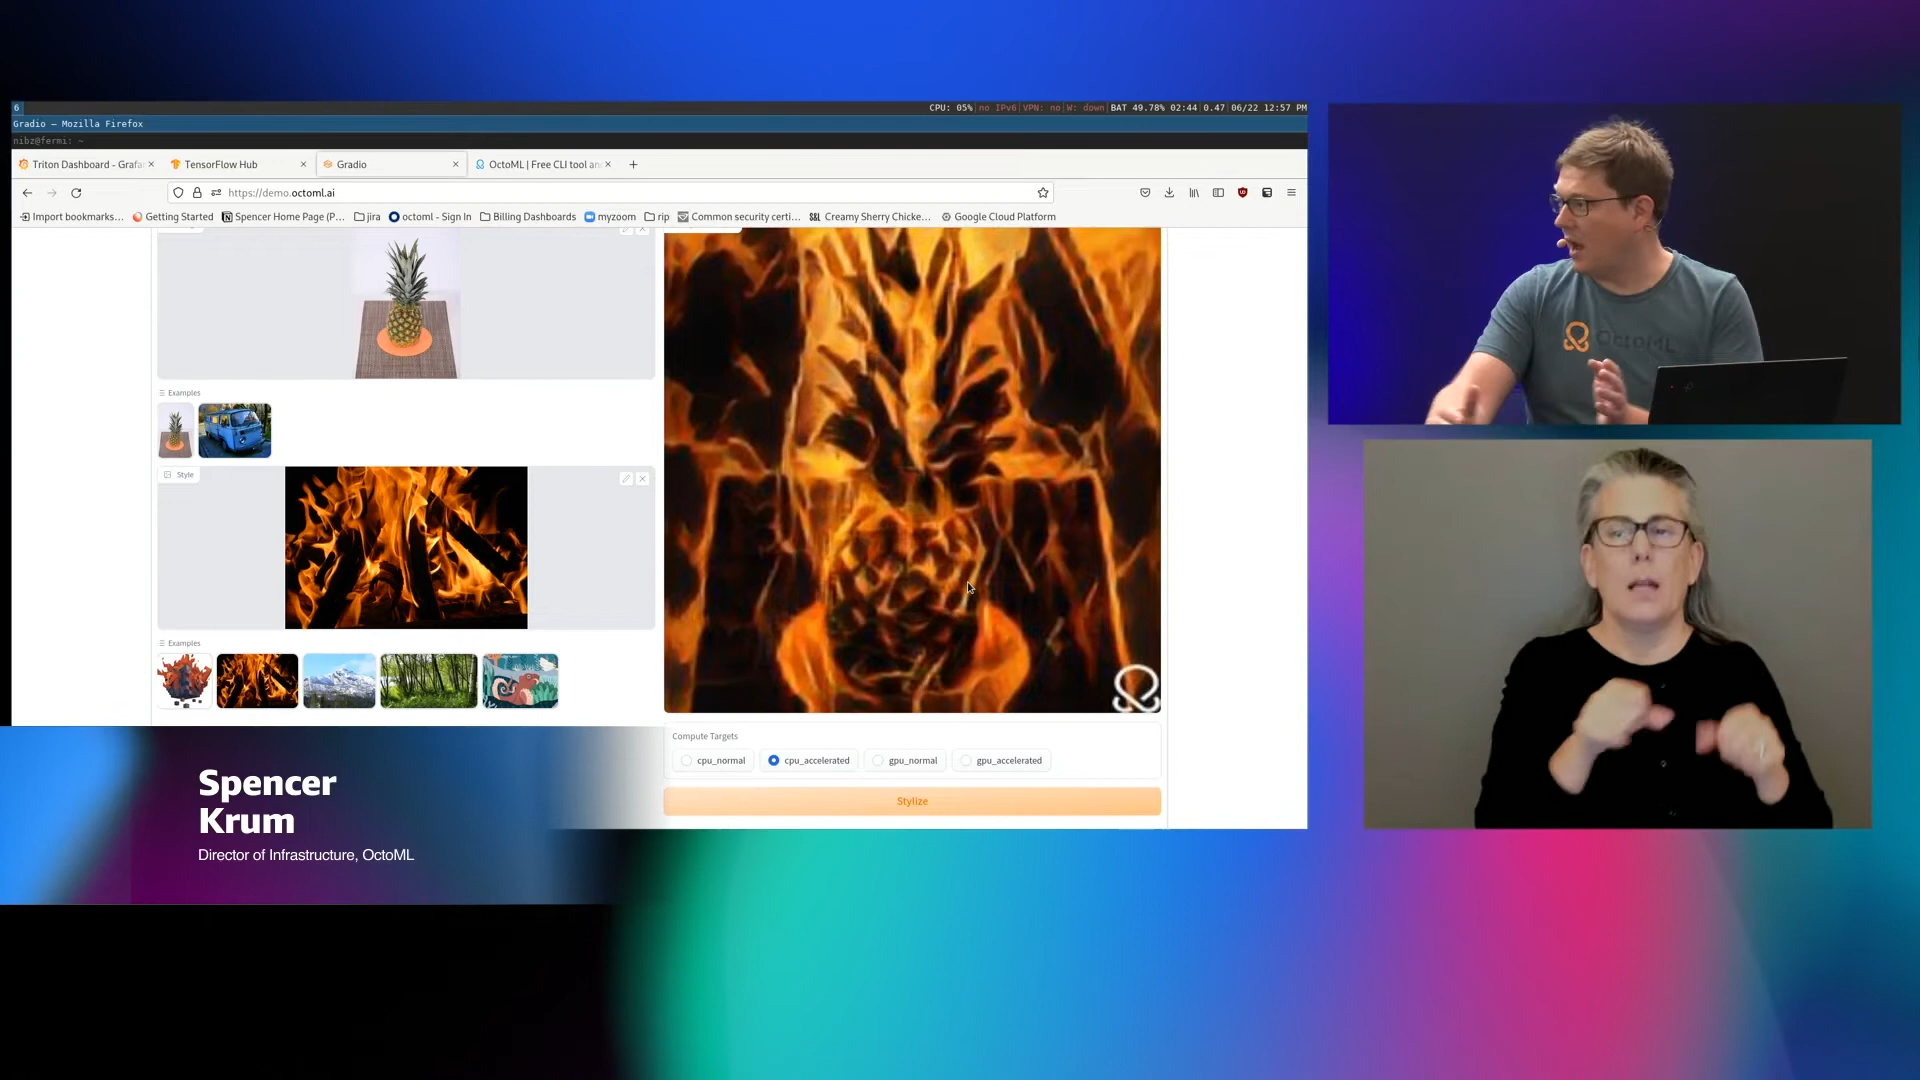 6
CPU: 05% no IPv6 VPN: no W: down BAT 49.78% 02:44 0.47 06/22 12:57 PM
Gradio — Mozilla Firefox
nibz@fermi: ~
Triton Dashboard - Grafa
TensorFlow Hub
Gradio
OctoML | Free CLI tool an
https://demo.octoml.ai
Import bookmarks…
Getting Started
Spencer Home Page (P…
jira
octoml - Sign In
Billing Dashboards
myzoom
rip
Common security certi…
Creamy Sherry Chicke…
Google Cloud Platform
Examples
Style
Examples
Compute Targets
cpu_normal
cpu_accelerated
gpu_normal
gpu_accelerated
Stylize
Spencer
Krum
Director of Infrastructure, OctoML
OctoML